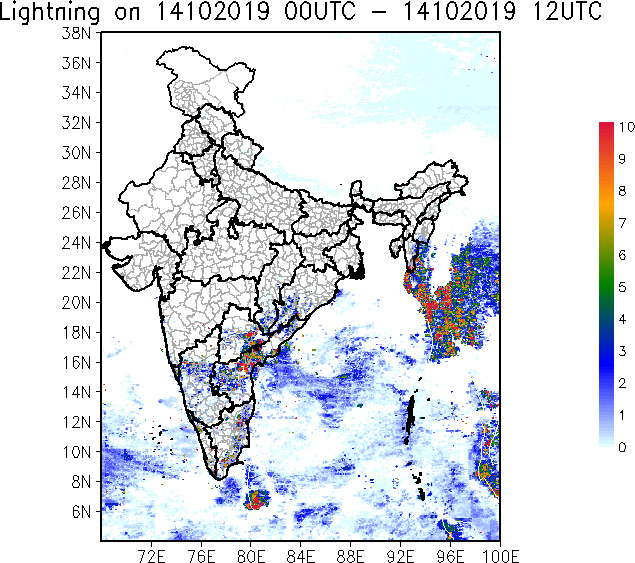 Lightning on 14102019 00UTC – 14102019 12UTC
38N
36N
34N
32N
30N
28N
26N
24N
22N
20N
18N
16N
14N
12N
10N
8N
6N
72E 76E 80E 84E 88E 92E 96E 100E
10
9
8
7
6
5
4
3
2
1
0